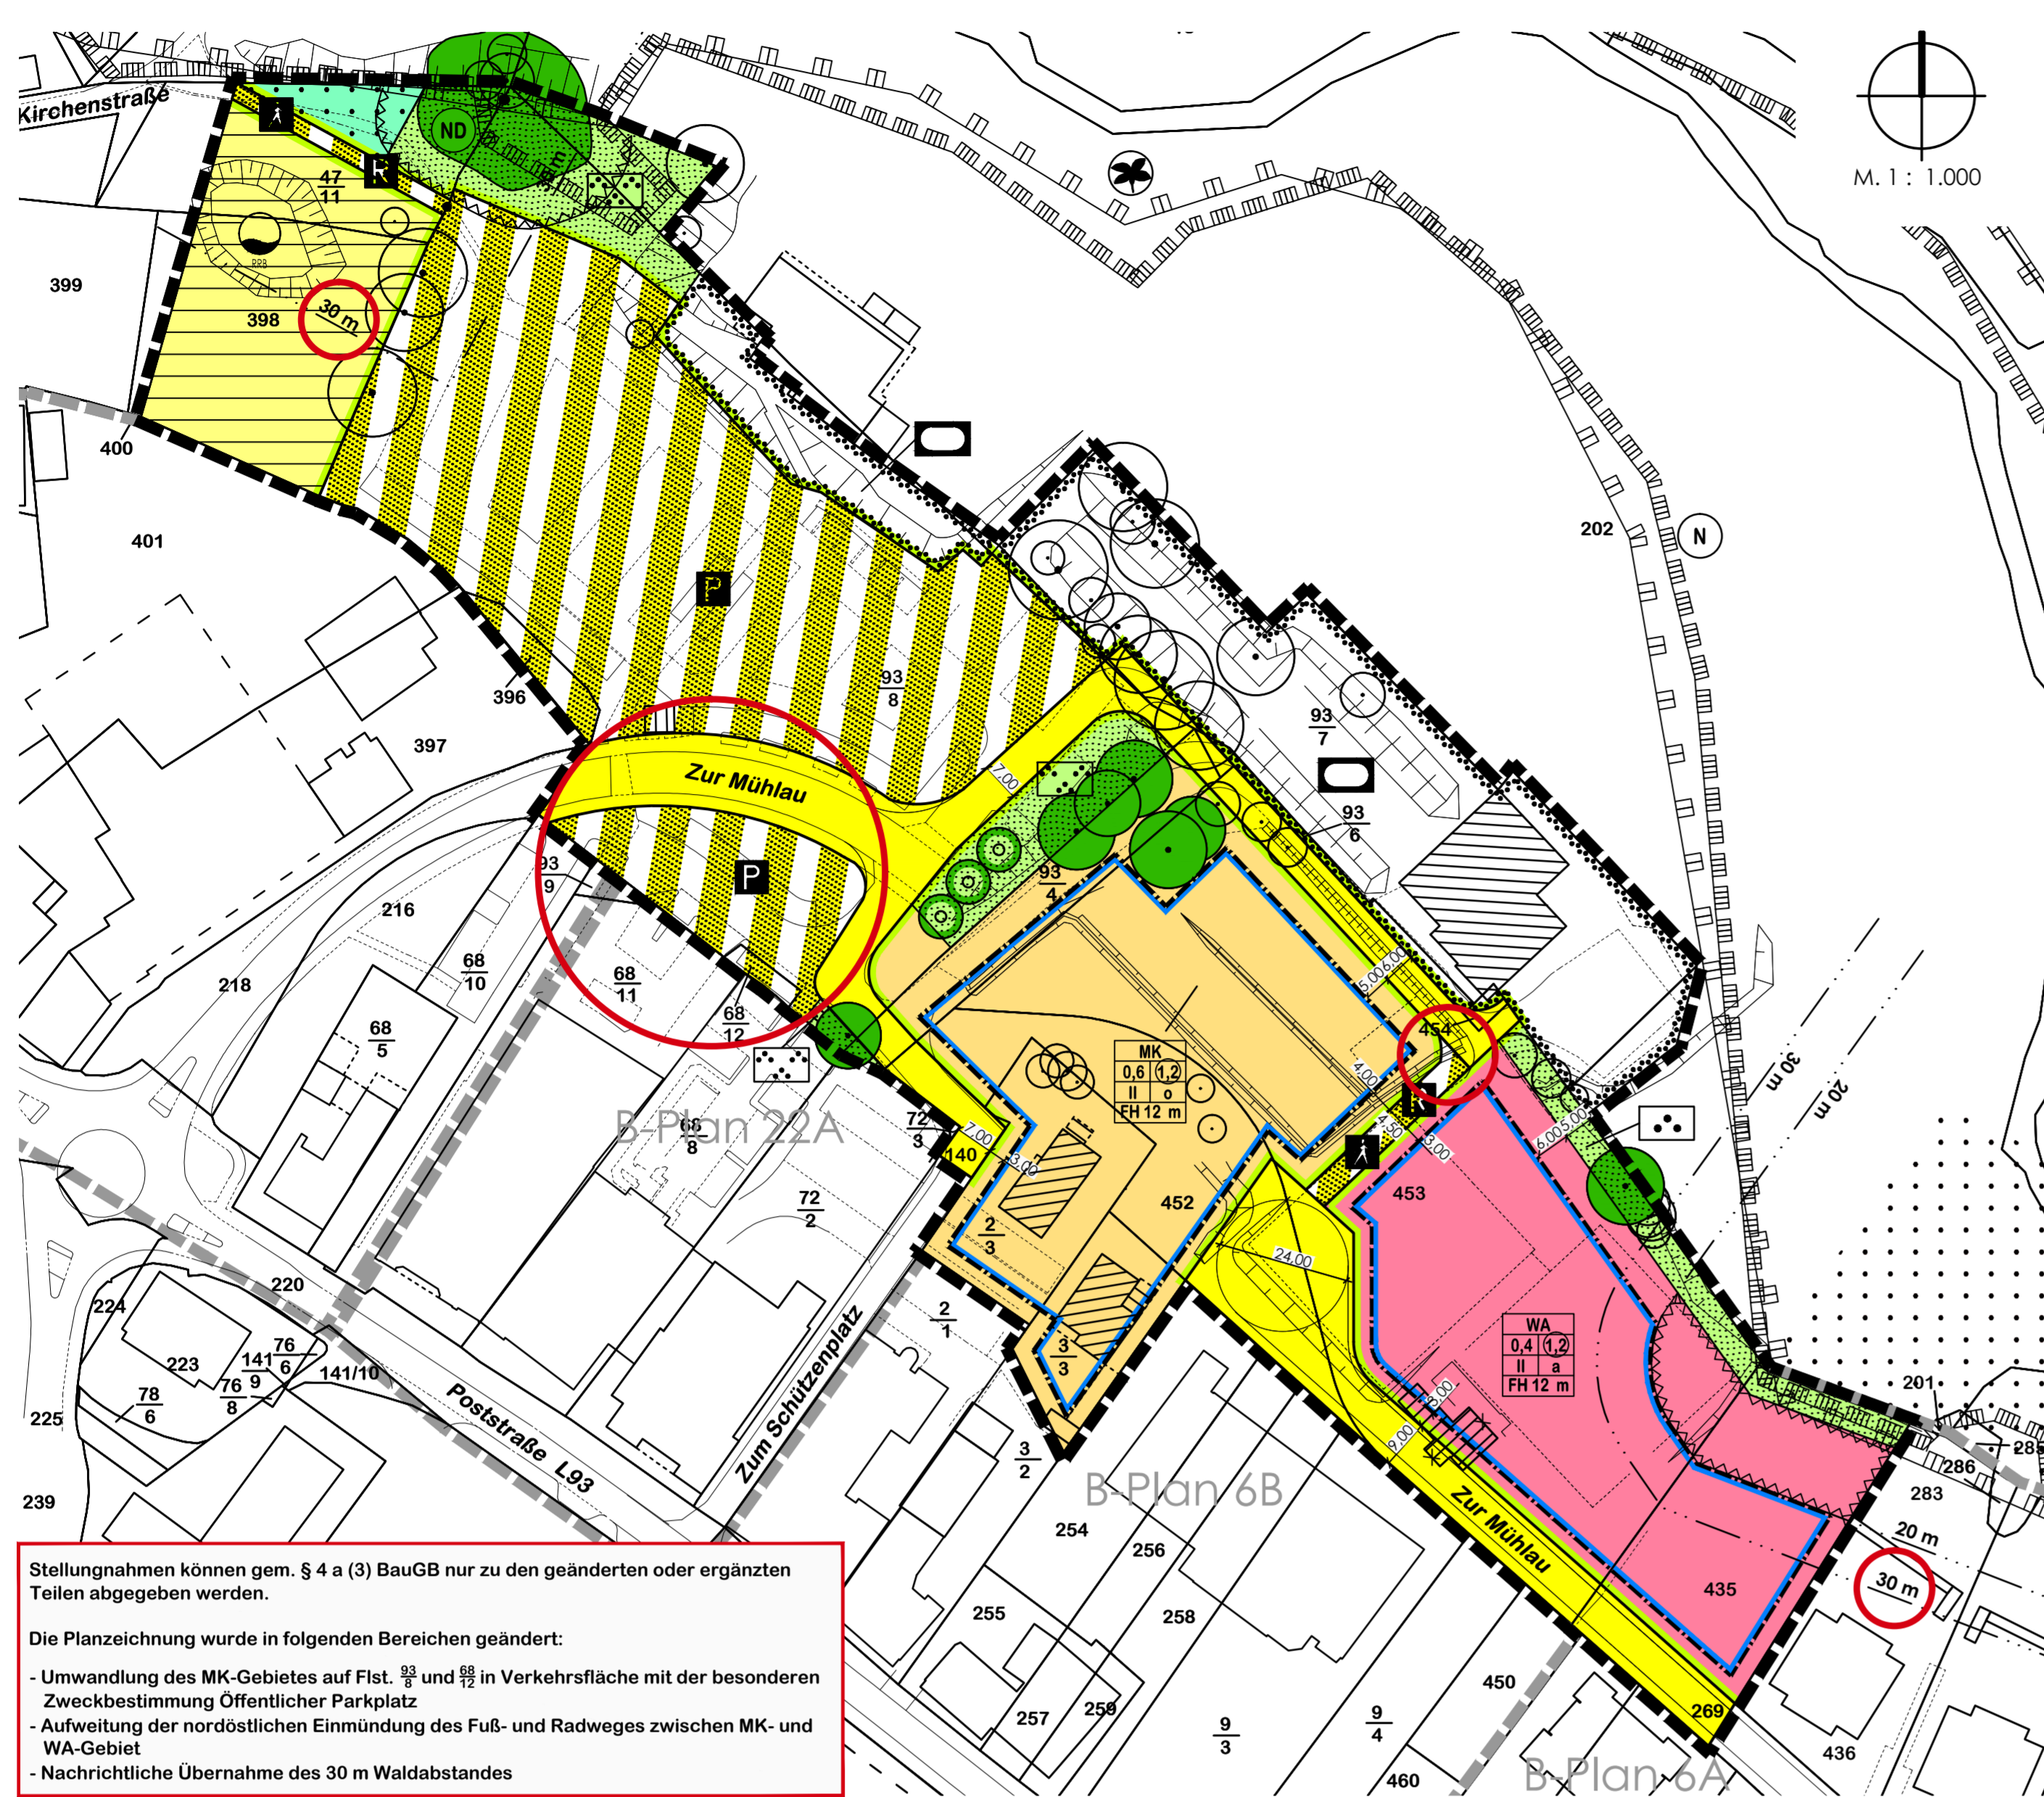 Kirchenstraße
ND
M. 1 : 1.000
47
11
R
RRB
399
398
30 m
400
401
202
N
P
93
8
396
397
93
7
Zur Mühlau
7,00
93
6
P
93
9
93
4
216
68
10
68
11
218
68
12
68
5
5,00
6,00
454
MK
0,6
1,2
II
o
FH 12 m
4,00
R
30 m
20 m
B-Plan 22A
68
8
72
3
7,00
140
3,00
4,50
3,00
6,00
5,00
72
2
452
453
2
3
24,00
220
224
2
1
223
141
9
76
6
76
8
141/10
78
6
225
3
3
WA
0,4
1,2
II
a
FH 12 m
Poststraße L93
Zum Schützenplatz
3,00
9,00
201
285
286
283
3
2
B-Plan 6B
239
254
256
Zur Mühlau
20 m
30 m
435
255
258
257
259
9
3
9
4
450
269
436
460
B-Plan 6A
Stellungnahmen können gem. § 4 a (3) BauGB nur zu den geänderten oder ergänzten
Teilen abgegeben werden.
Die Planzeichnung wurde in folgenden Bereichen geändert:
- Umwandlung des MK-Gebietes auf Flst. 93/8 und 68/12 in Verkehrsfläche mit der besonderen
Zweckbestimmung Öffentlicher Parkplatz
- Aufweitung der nordöstlichen Einmündung des Fuß- und Radweges zwischen MK- und
WA-Gebiet
- Nachrichtliche Übernahme des 30 m Waldabstandes